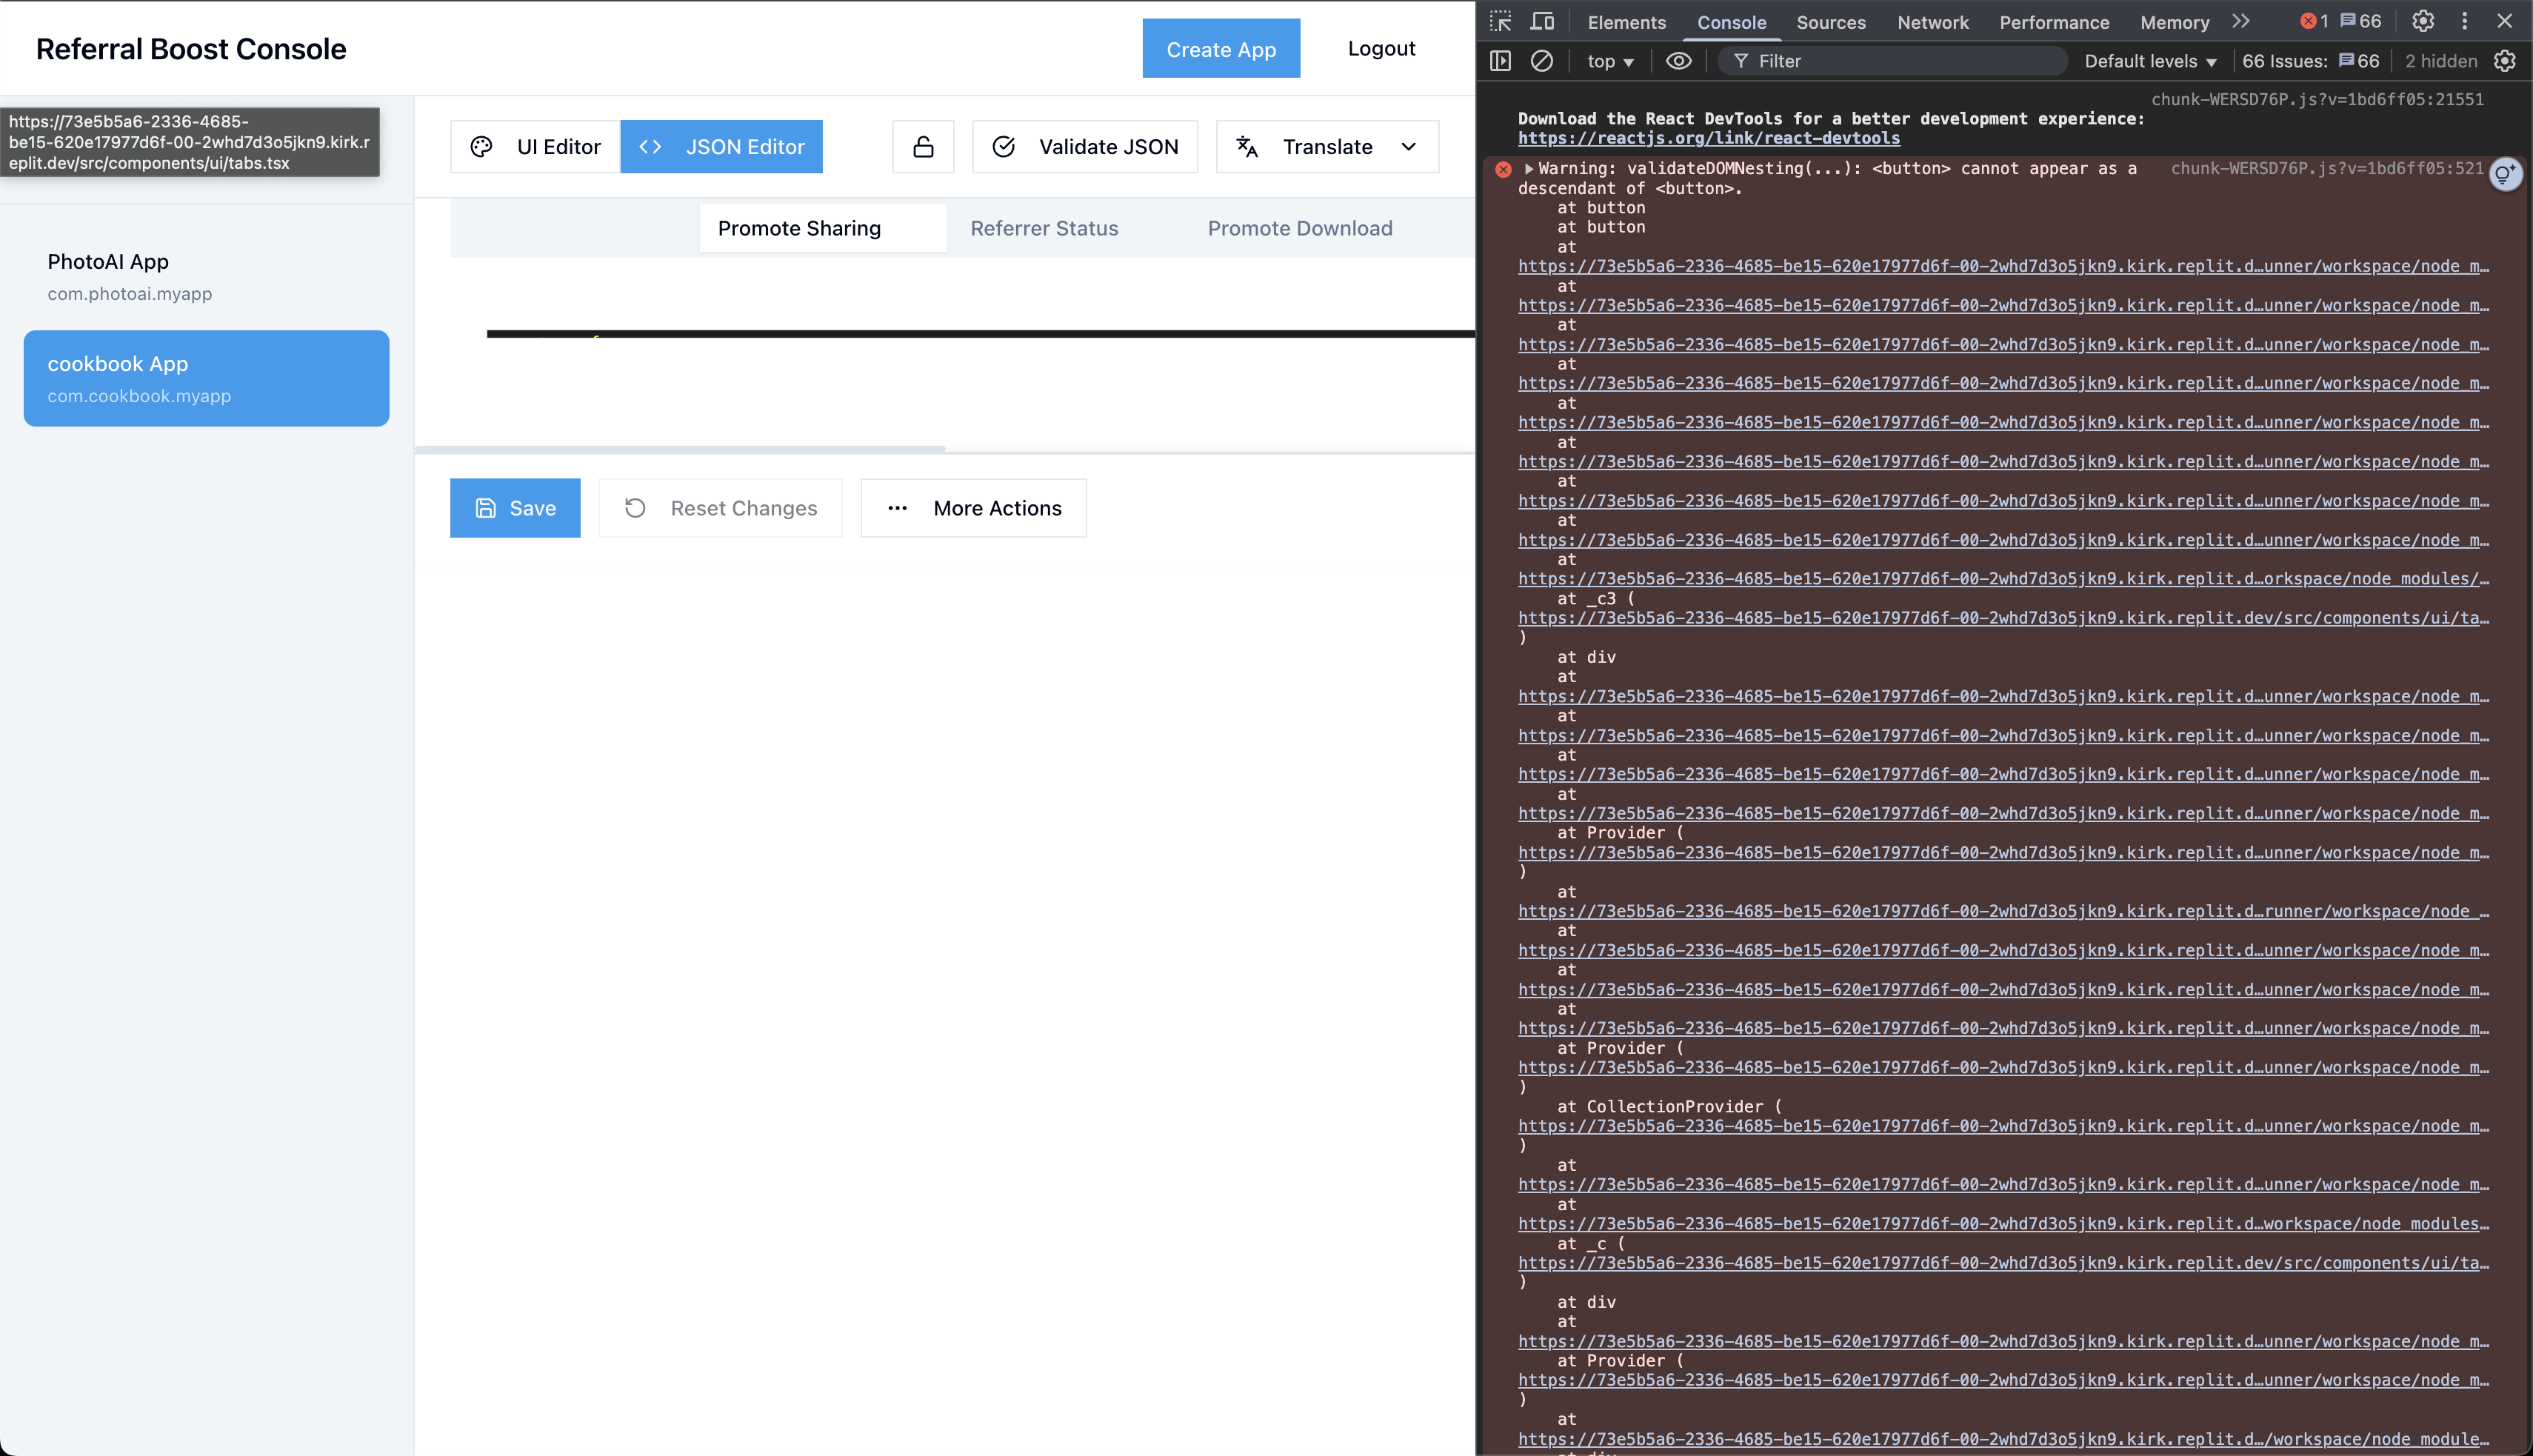 Referral Boost Console
Create App
Logout
https://73e5b5a6-2336-4685-
be15-620e17977d6f-00-2whd7d3o5jkn9.kirk.r
eplit.dev/src/components/ui/tabs.tsx
UI Editor
JSON Editor
Validate JSON
Translate
Promote Sharing
Referrer Status
Promote Download
PhotoAI App
com.photoai.myapp
cookbook App
com.cookbook.myapp
Save
Reset Changes
More Actions
Elements Console Sources Network Performance Memory 1 66
top Filter Default levels 66 Issues: 66 2 hidden
chunk-WERSD76P.js?v=1bd6ff05:21551
Download the React DevTools for a better development experience:
https://reactjs.org/link/react-devtools
Warning: validateDOMNesting(...): <button> cannot appear as a chunk-WERSD76P.js?v=1bd6ff05:521
descendant of <button>.
at button
at button
at
https://73e5b5a6-2336-4685-be15-620e17977d6f-00-2whd7d3o5jkn9.kirk.replit.d…unner/workspace/node_m…
at
https://73e5b5a6-2336-4685-be15-620e17977d6f-00-2whd7d3o5jkn9.kirk.replit.d…unner/workspace/node_m…
at
https://73e5b5a6-2336-4685-be15-620e17977d6f-00-2whd7d3o5jkn9.kirk.replit.d…unner/workspace/node_m…
at
https://73e5b5a6-2336-4685-be15-620e17977d6f-00-2whd7d3o5jkn9.kirk.replit.d…unner/workspace/node_m…
at
https://73e5b5a6-2336-4685-be15-620e17977d6f-00-2whd7d3o5jkn9.kirk.replit.d…unner/workspace/node_m…
at
https://73e5b5a6-2336-4685-be15-620e17977d6f-00-2whd7d3o5jkn9.kirk.replit.d…unner/workspace/node_m…
at
https://73e5b5a6-2336-4685-be15-620e17977d6f-00-2whd7d3o5jkn9.kirk.replit.d…unner/workspace/node_m…
at
https://73e5b5a6-2336-4685-be15-620e17977d6f-00-2whd7d3o5jkn9.kirk.replit.d…unner/workspace/node_m…
at
https://73e5b5a6-2336-4685-be15-620e17977d6f-00-2whd7d3o5jkn9.kirk.replit.d…orkspace/node_modules/…
at _c3 (
https://73e5b5a6-2336-4685-be15-620e17977d6f-00-2whd7d3o5jkn9.kirk.replit.dev/src/components/ui/ta…
)
at div
at
https://73e5b5a6-2336-4685-be15-620e17977d6f-00-2whd7d3o5jkn9.kirk.replit.d…unner/workspace/node_m…
at
https://73e5b5a6-2336-4685-be15-620e17977d6f-00-2whd7d3o5jkn9.kirk.replit.d…unner/workspace/node_m…
at
https://73e5b5a6-2336-4685-be15-620e17977d6f-00-2whd7d3o5jkn9.kirk.replit.d…unner/workspace/node_m…
at
https://73e5b5a6-2336-4685-be15-620e17977d6f-00-2whd7d3o5jkn9.kirk.replit.d…unner/workspace/node_m…
at Provider (
https://73e5b5a6-2336-4685-be15-620e17977d6f-00-2whd7d3o5jkn9.kirk.replit.d…unner/workspace/node_m…
)
at
https://73e5b5a6-2336-4685-be15-620e17977d6f-00-2whd7d3o5jkn9.kirk.replit.d…runner/workspace/node_…
at
https://73e5b5a6-2336-4685-be15-620e17977d6f-00-2whd7d3o5jkn9.kirk.replit.d…unner/workspace/node_m…
at
https://73e5b5a6-2336-4685-be15-620e17977d6f-00-2whd7d3o5jkn9.kirk.replit.d…unner/workspace/node_m…
at
https://73e5b5a6-2336-4685-be15-620e17977d6f-00-2whd7d3o5jkn9.kirk.replit.d…unner/workspace/node_m…
at Provider (
https://73e5b5a6-2336-4685-be15-620e17977d6f-00-2whd7d3o5jkn9.kirk.replit.d…unner/workspace/node_m…
)
at CollectionProvider (
https://73e5b5a6-2336-4685-be15-620e17977d6f-00-2whd7d3o5jkn9.kirk.replit.d…unner/workspace/node_m…
)
at
https://73e5b5a6-2336-4685-be15-620e17977d6f-00-2whd7d3o5jkn9.kirk.replit.d…unner/workspace/node_m…
at
https://73e5b5a6-2336-4685-be15-620e17977d6f-00-2whd7d3o5jkn9.kirk.replit.d…workspace/node_modules…
at _c (
https://73e5b5a6-2336-4685-be15-620e17977d6f-00-2whd7d3o5jkn9.kirk.replit.dev/src/components/ui/ta…
)
at div
at
https://73e5b5a6-2336-4685-be15-620e17977d6f-00-2whd7d3o5jkn9.kirk.replit.d…unner/workspace/node_m…
at Provider (
https://73e5b5a6-2336-4685-be15-620e17977d6f-00-2whd7d3o5jkn9.kirk.replit.d…unner/workspace/node_m…
)
at
https://73e5b5a6-2336-4685-be15-620e17977d6f-00-2whd7d3o5jkn9.kirk.replit.d…/workspace/node_module…